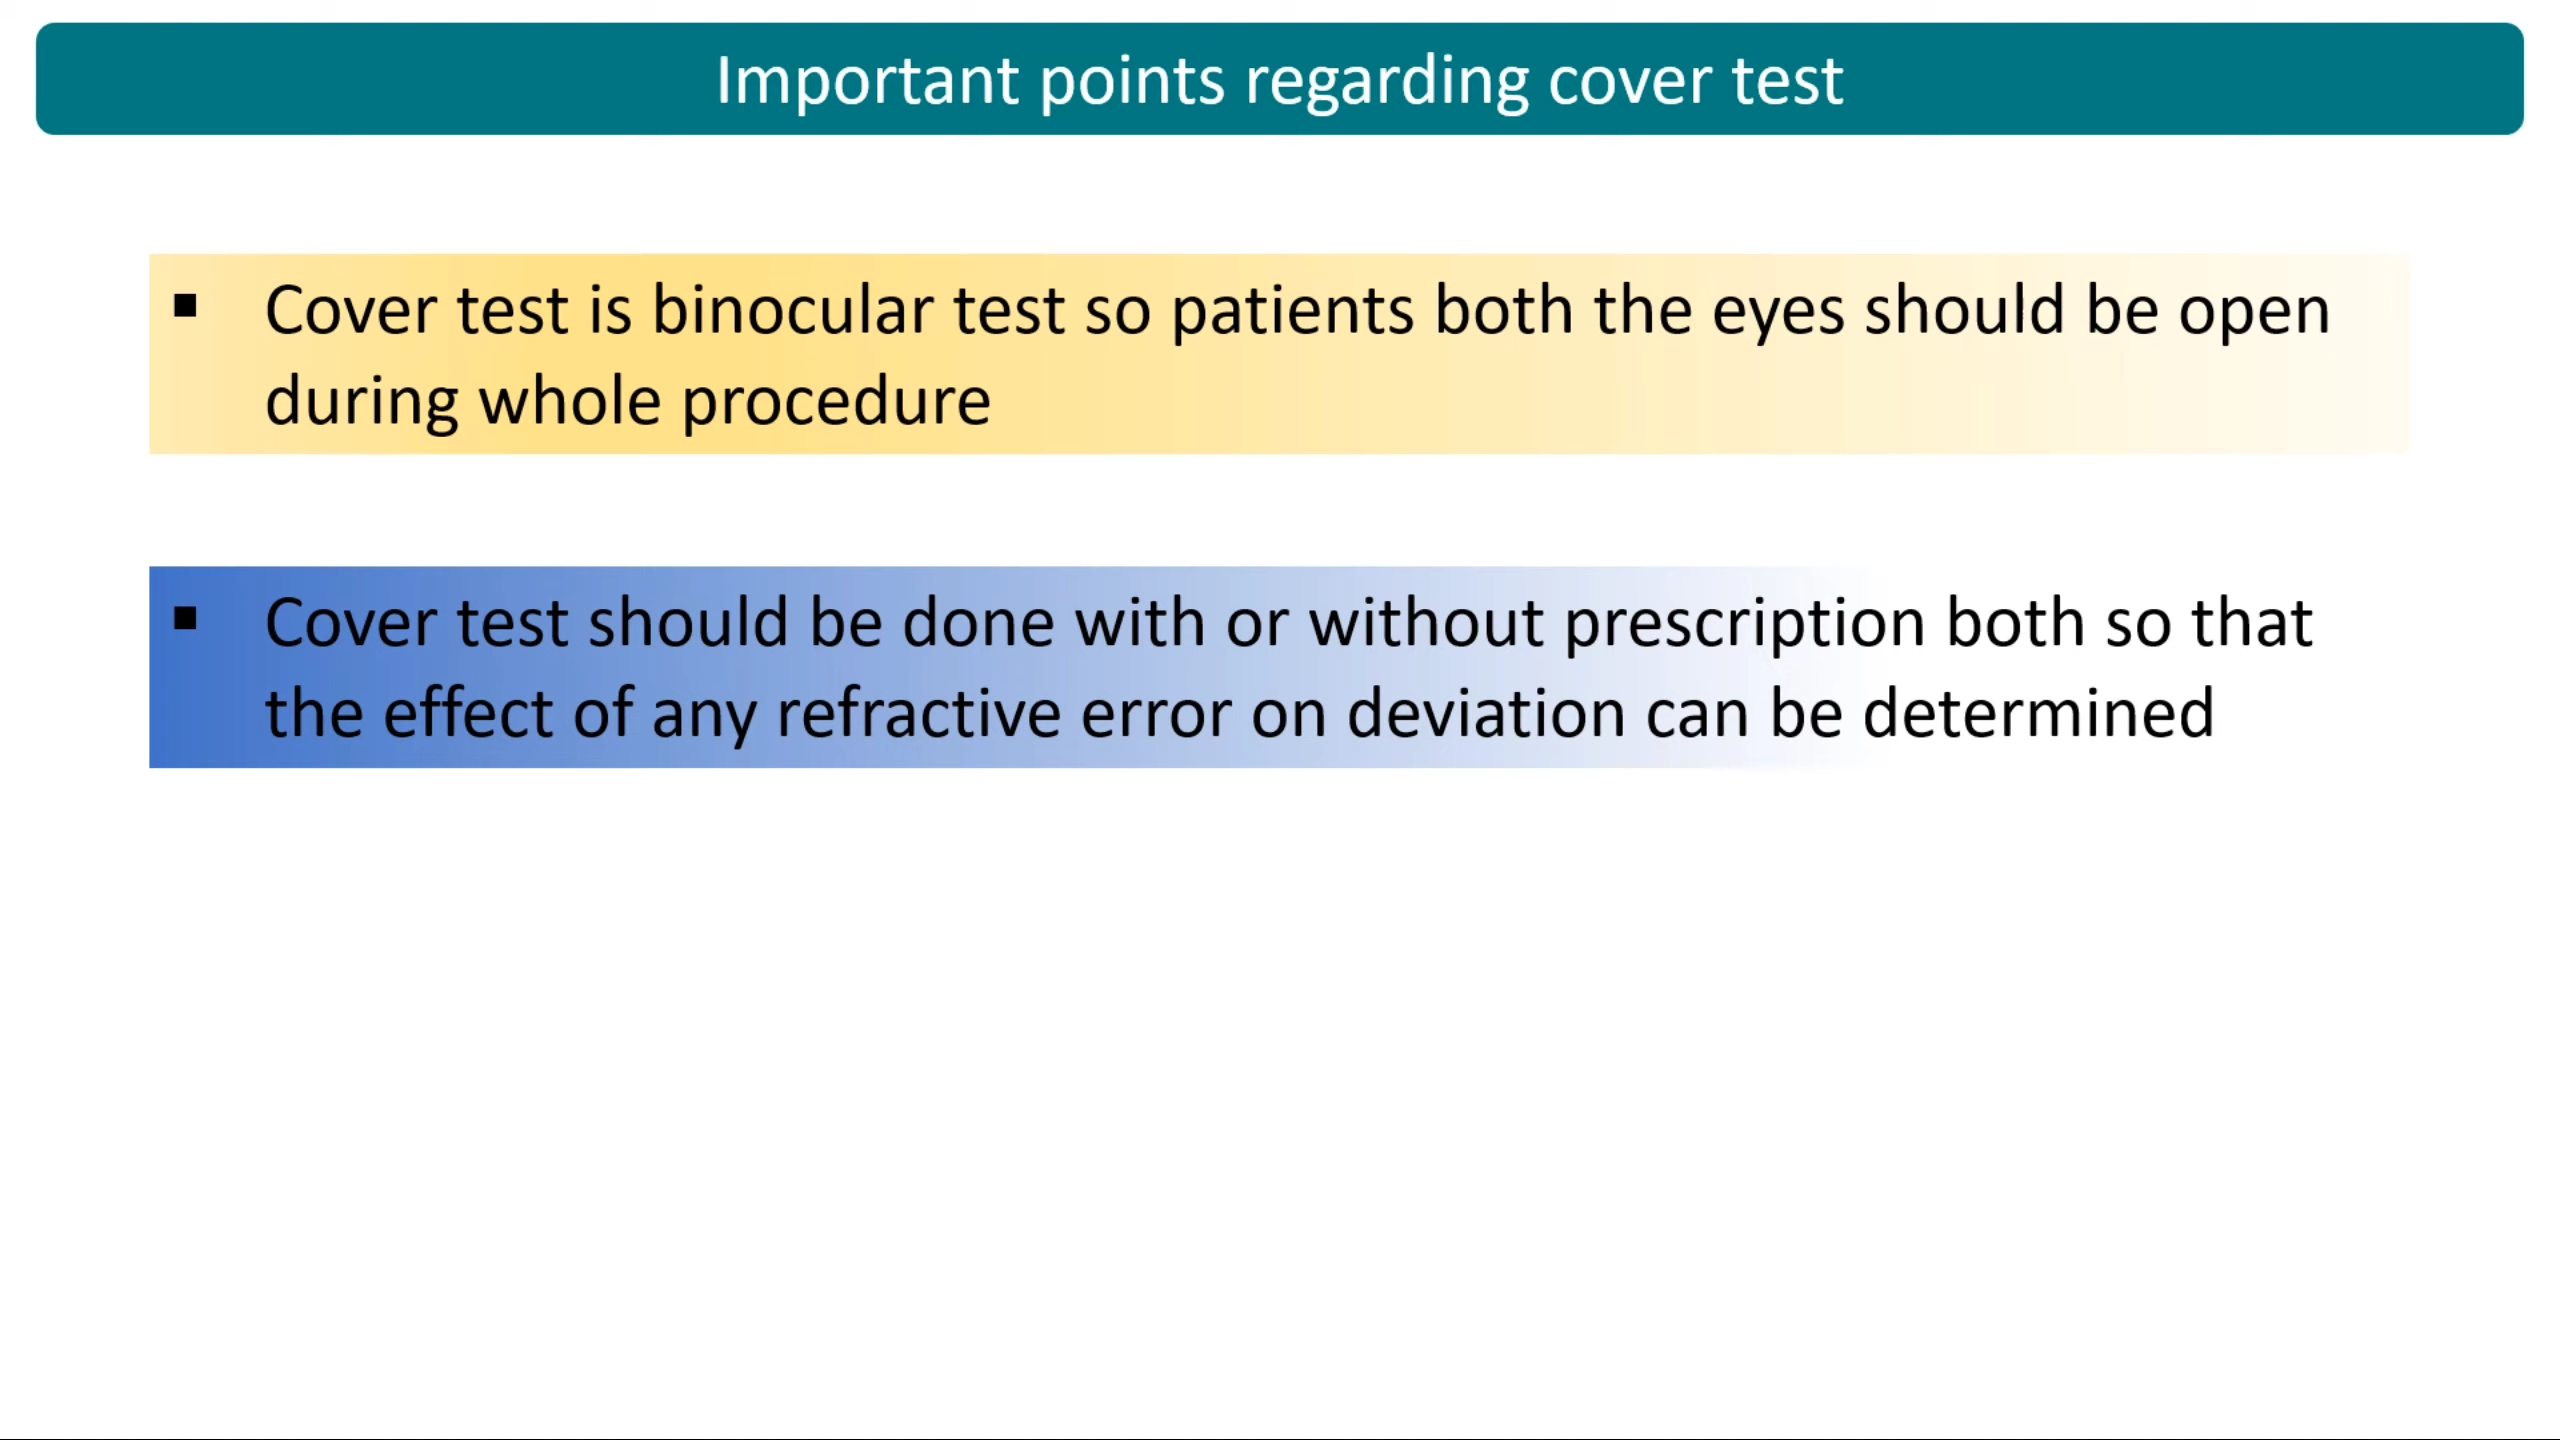 Important points regarding cover test
▪ Cover test is binocular test so patients both the eyes should be open
during whole procedure
▪ Cover test should be done with or without prescription both so that
the effect of any refractive error on deviation can be determined